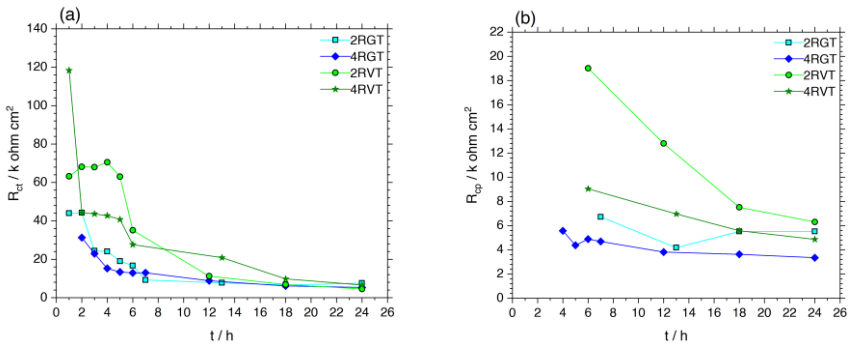 (a)
140
120
100
80
60
40
20
0
R_ct / k ohm cm²
2RGT
4RGT
2RVT
4RVT
0 2 4 6 8 10 12 14 16 18 20 22 24 26
t / h
(b)
22
20
18
16
14
12
10
8
6
4
2
0
R_cp / k ohm cm²
2RGT
4RGT
2RVT
4RVT
0 2 4 6 8 10 12 14 16 18 20 22 24 26
t / h